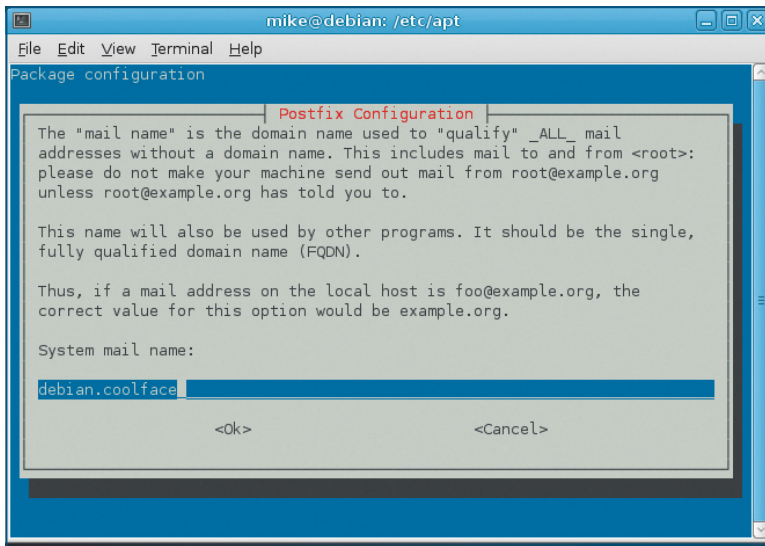 mike@debian: /etc/apt
File Edit View Terminal Help
Package configuration
Postfix Configuration
The "mail name" is the domain name used to "qualify" _ALL_ mail
addresses without a domain name. This includes mail to and from <root>:
please do not make your machine send out mail from root@example.org
unless root@example.org has told you to.
This name will also be used by other programs. It should be the single,
fully qualified domain name (FQDN).
Thus, if a mail address on the local host is foo@example.org, the
correct value for this option would be example.org.
System mail name:
debian.coolface
<Ok> <Cancel>